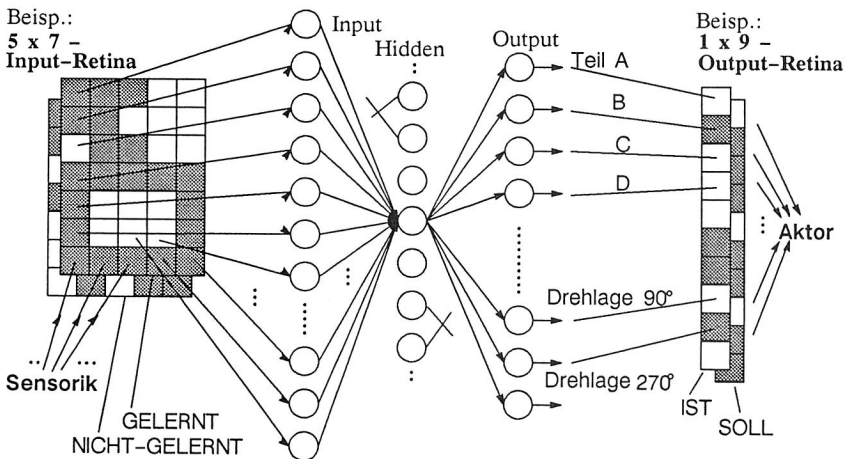 Beisp.:
5 x 7 –
Input–Retina
Input
Hidden
Output
Beisp.:
1 x 9 –
Output–Retina
Teil A
B
C
D
Aktor
Drehlage 90°
Drehlage 270°
Sensorik
GELERNT
NICHT–GELERNT
IST
SOLL